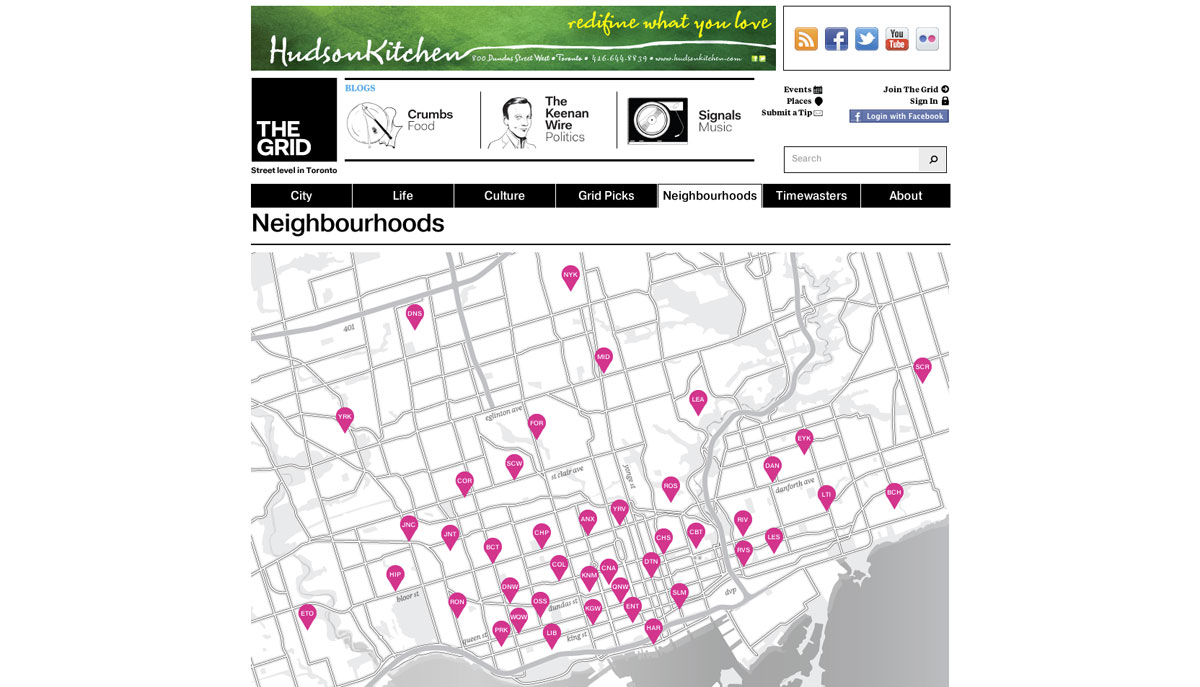 redifine what you love
HudsonKitchen
800 Dundas Street West • Toronto • 416-644-8839 • www.hudsonkitchen.com
You
Tube
THE
GRID
Street level in Toronto
BLOGS
Crumbs
Food
The
Keenan
Wire
Politics
Signals
Music
Events
Places
Submit a Tip
Join The Grid
Sign In
f Login with Facebook
Search
City Life Culture Grid Picks Neighbourhoods Timewasters About
Neighbourhoods
NYK
DNS
401
MID
SCR
LEA
YRK
eglinton ave
FOR
EYK
SCW
st clair ave
yonge st
DAN
COR
ROS
danforth ave
LTI
BCH
YRV
JNC
ANX
RIV
JNT
CHP
CHS
CBT
LES
BCT
RVS
COL
DTN
HIP
KNM
CNA
bloor st
DNW
QNW
SLM
dvp
RON
OSS
dundas st
KGW
ENT
ETO
WQW
PRK
LIB
HAR
queen st
king st